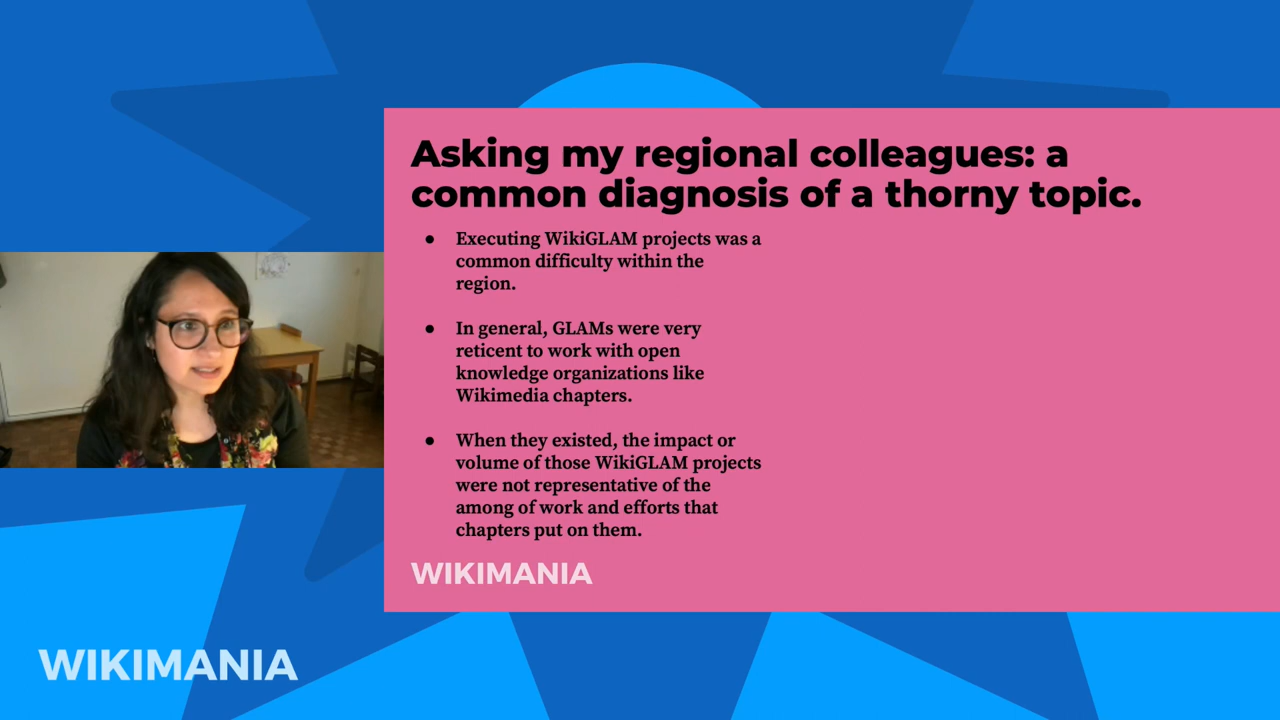 Asking my regional colleagues: a
common diagnosis of a thorny topic.
● Executing WikiGLAM projects was a
common difficulty within the
region.
● In general, GLAMs were very
reticent to work with open
knowledge organizations like
Wikimedia chapters.
● When they existed, the impact or
volume of those WikiGLAM projects
were not representative of the
among of work and efforts that
chapters put on them.
WIKIMANIA
WIKIMANIA